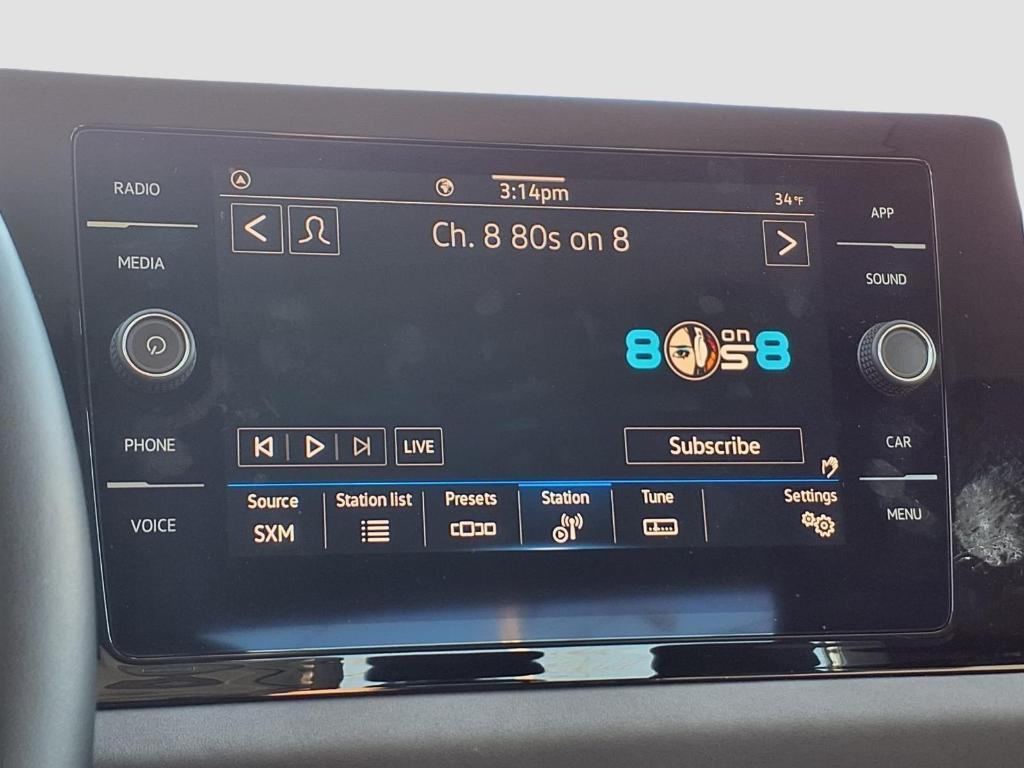 RADIO
MEDIA
PHONE
VOICE
3:14pm
34°F
Ch. 8 80s on 8
8 on S 8
LIVE
Subscribe
Source
SXM
Station list
Presets
Station
Tune
Settings
APP
SOUND
CAR
MENU